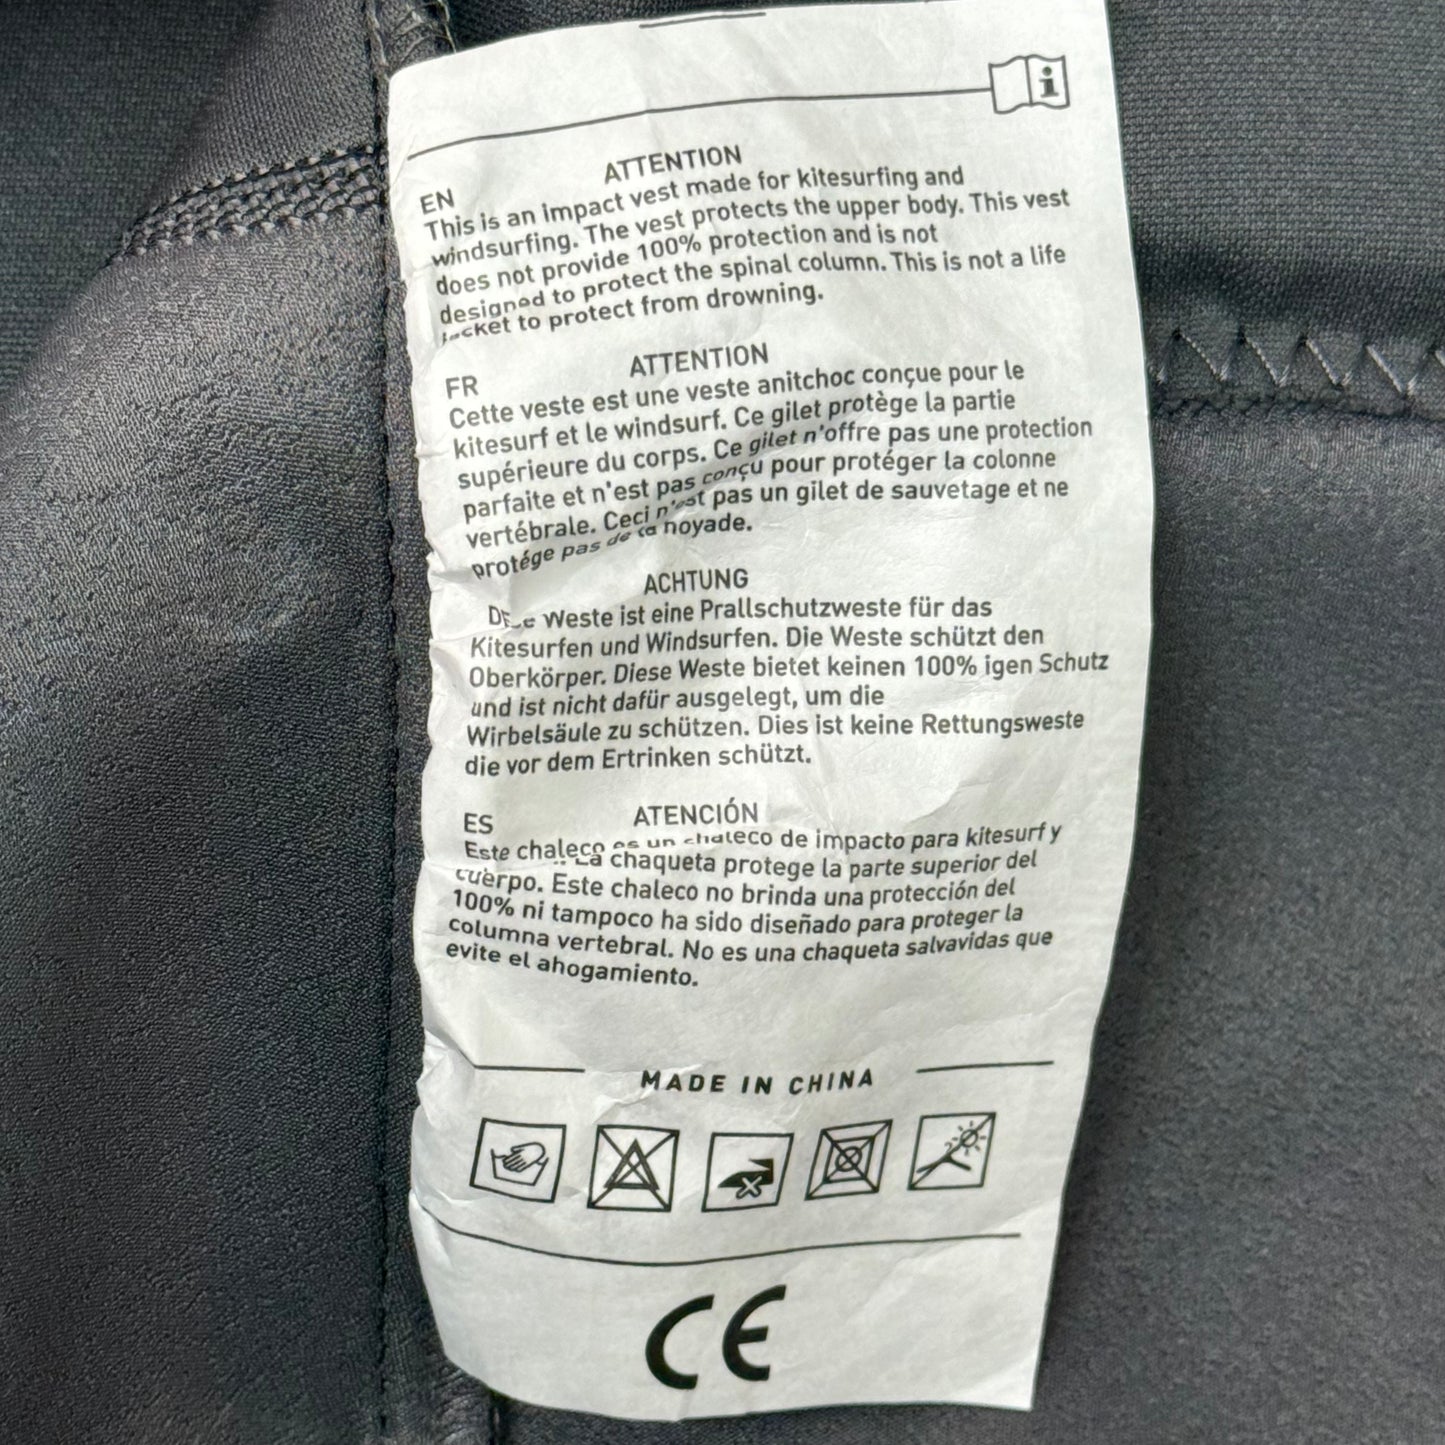 ATTENTION
EN
This is an impact vest made for kitesurfing and
windsurfing. The vest protects the upper body. This vest
does not provide 100% protection and is not
designed to protect the spinal column. This is not a life
to protect from drowning.
ATTENTION
FR
Cette veste est une veste anitchoc conçue pour le
kitesurf et le windsurf. Ce gilet protège la partie
supérieure du corps. Ce gilet n'offre pas une protection
parfaite et n'est pas conçu pour protéger la colonne
vertébrale. Ceci n'est pas un gilet de sauvetage et ne
protége pas de la noyade.
ACHTUNG
Weste ist eine Prallschutzweste für das
Kitesurfen und Windsurfen. Die Weste schützt den
Oberkörper. Diese Weste bietet keinen 100% igen Schutz
und ist nicht dafür ausgelegt, um die
Wirbelsäule zu schützen. Dies ist keine Rettungsweste
die vor dem Ertrinken schützt.
ATENCIÓN
ES
Este chaleco es un chaleco de impacto para kitesurf y
La chaqueta protege la parte superior del
cuerpo. Este chaleco no brinda una protección del
100% ni tampoco ha sido diseñado para proteger la
columna vertebral. No es una chaqueta salvavidas que
evite el ahogamiento.
MADE IN CHINA
CE